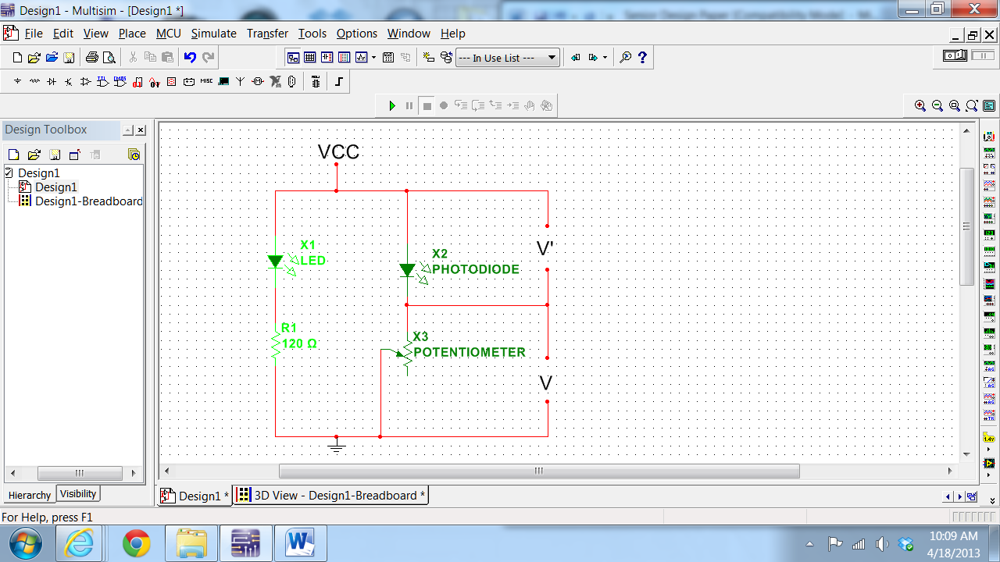 Design1 - Multisim - [Design1 *]
File Edit View Place MCU Simulate Transfer Tools Options Window Help
--- In Use List ---
MISC
Design Toolbox
Design1
Design1
Design1-Breadboard
Hierarchy Visibility
VCC
X1
LED
R1
120 Ω
X2
PHOTODIODE
X3
POTENTIOMETER
V'
V
Design1 * 3D View - Design1-Breadboard *
For Help, press F1
10:09 AM
4/18/2013